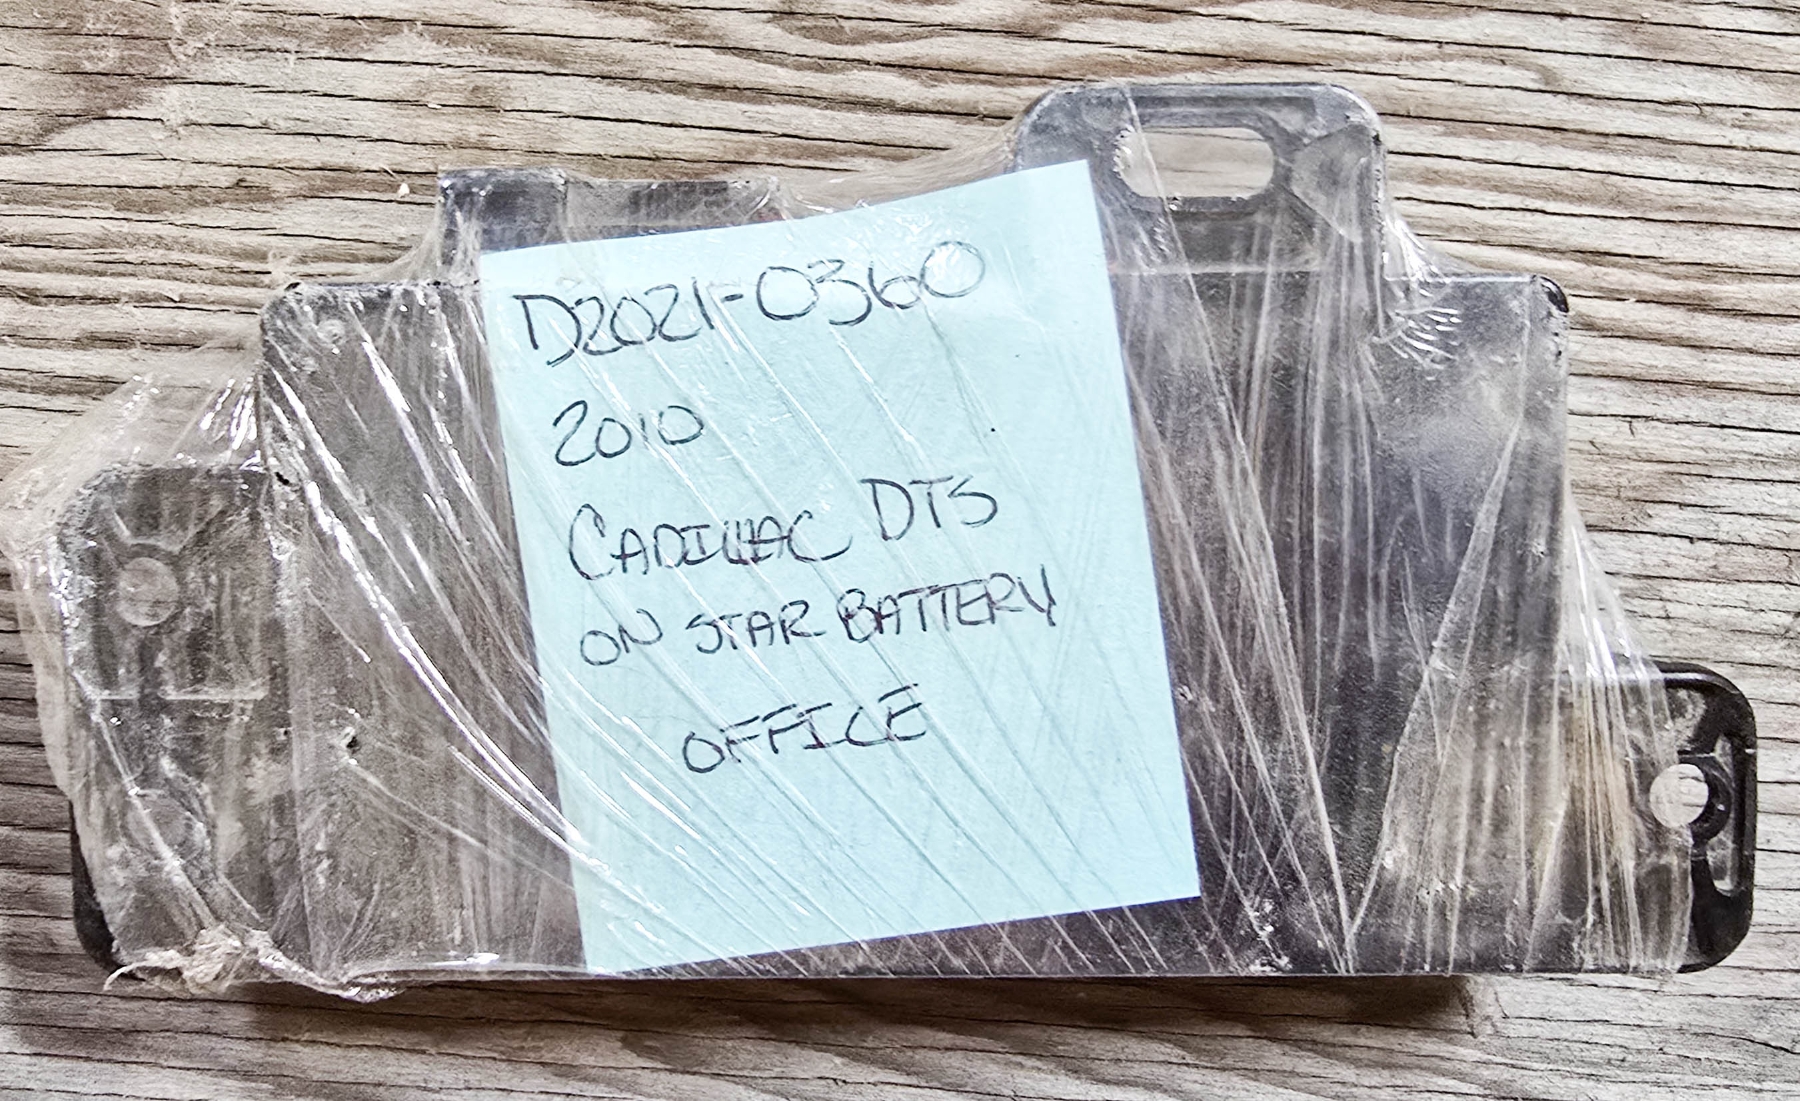 D2021-0360
2010
CADILLAC DTS
ON STAR BATTERY
OFFICE